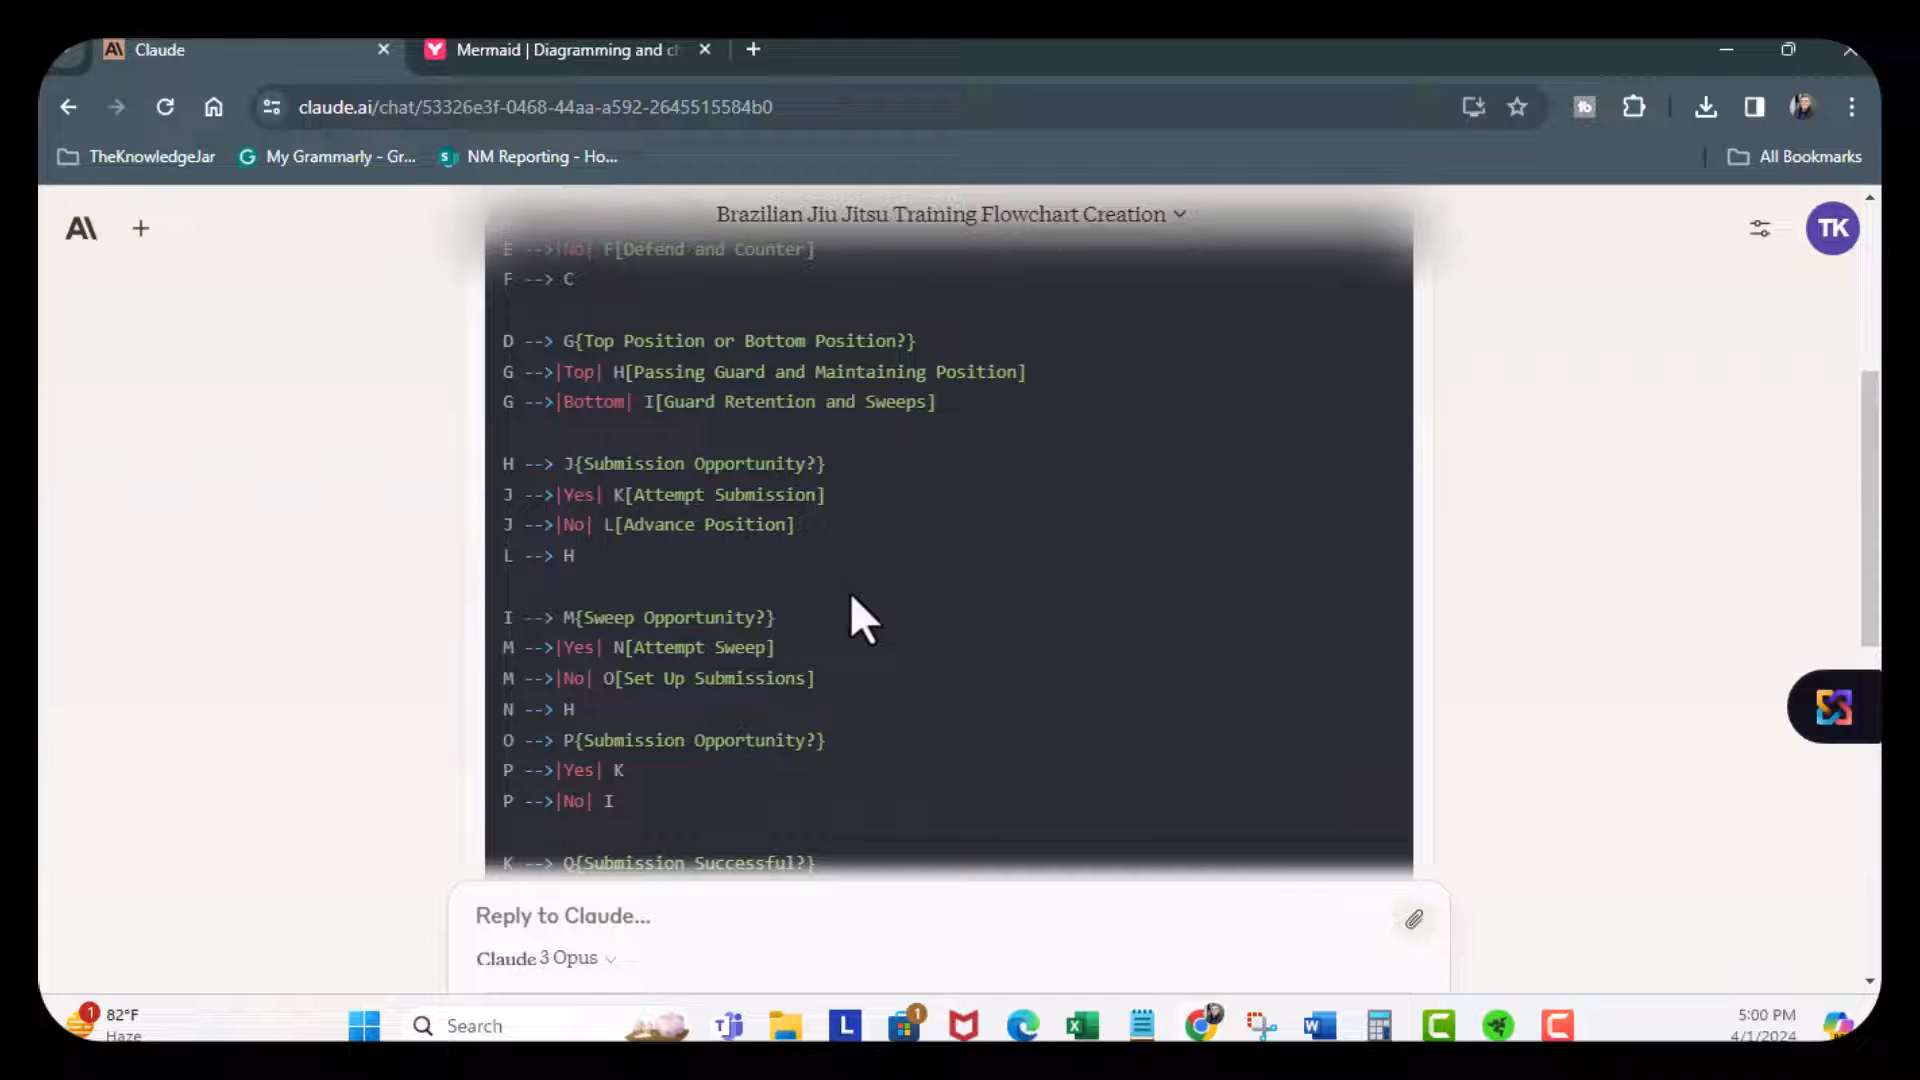 Claude
Mermaid | Diagramming and
claude.ai/chat/53326e3f-0468-44aa-a592-2645515584b0
TheKnowledgeJar
My Grammarly - Gr...
NM Reporting - Ho...
All Bookmarks
Brazilian Jiu Jitsu Training Flowchart Creation
TK
E -->|No| F[Defend and Counter]
F --> C
D --> G{Top Position or Bottom Position?}
G -->|Top| H[Passing Guard and Maintaining Position]
G -->|Bottom| I[Guard Retention and Sweeps]
H --> J{Submission Opportunity?}
J -->|Yes| K[Attempt Submission]
J -->|No| L[Advance Position]
L --> H
I --> M{Sweep Opportunity?}
M -->|Yes| N[Attempt Sweep]
M -->|No| O[Set Up Submissions]
N --> H
O --> P{Submission Opportunity?}
P -->|Yes| K
P -->|No| I
K --> Q{Submission Successful?}
Reply to Claude...
Claude 3 Opus
1
82°F
Haze
Search
L
1
5:00 PM
4/1/2024